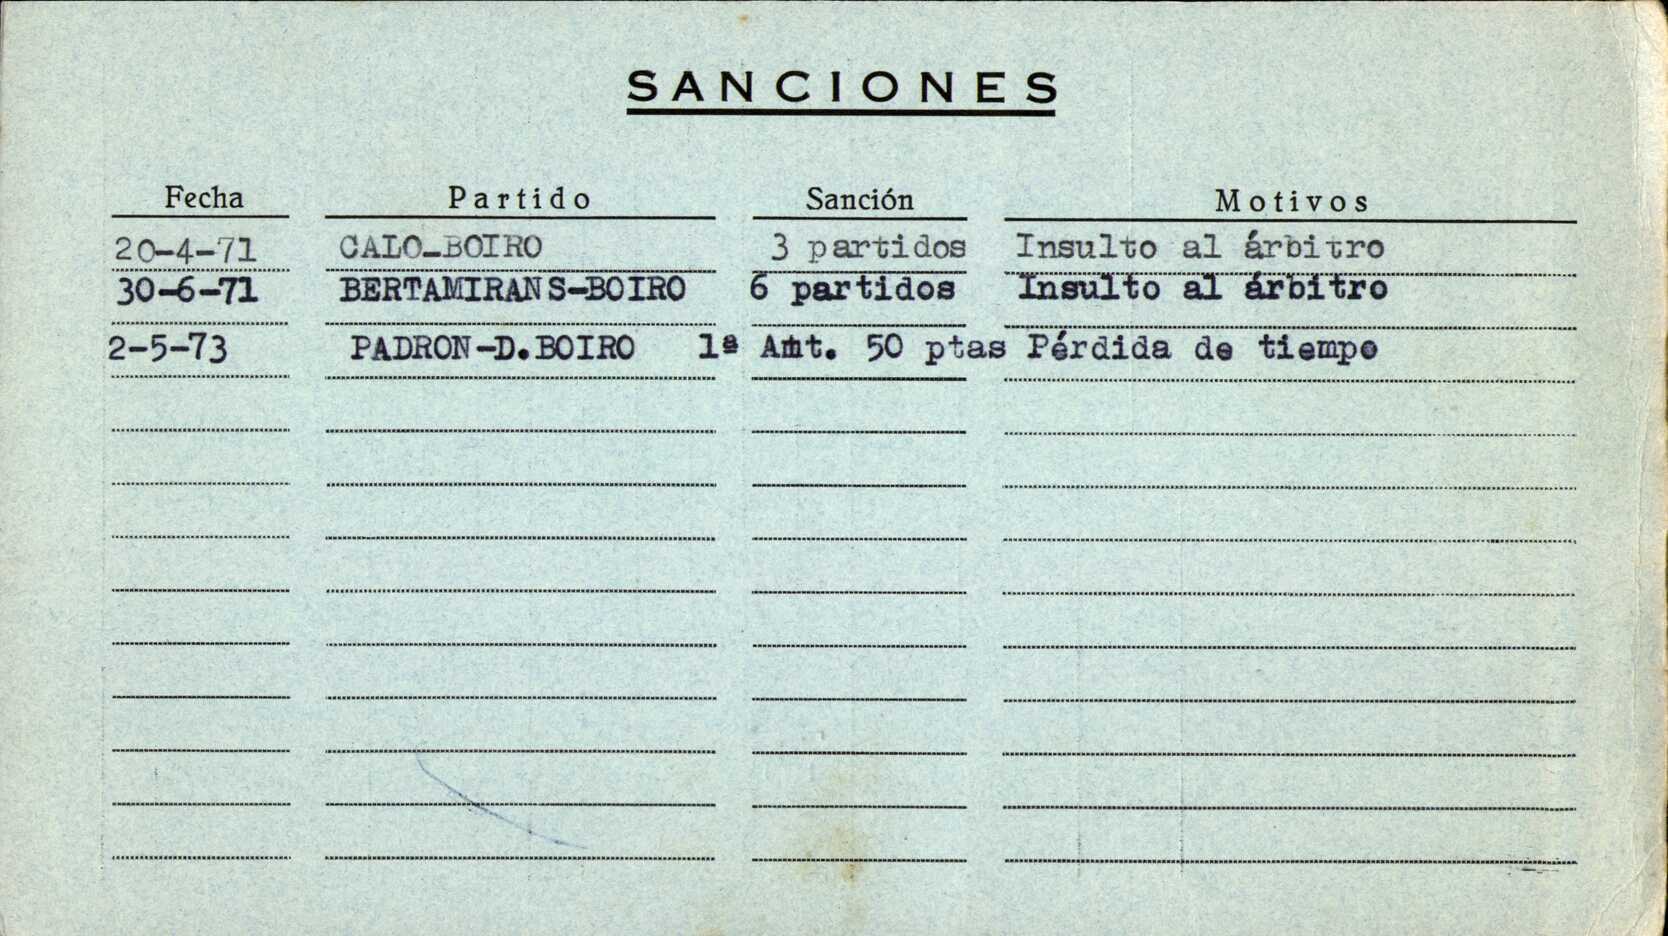 SANCIONES
Fecha Partido Sanción Motivos
20-4-71 CALO-BOIRO 3 partidos Insulto al árbitro
30-6-71 BERTAMIRANS-BOIRO 6 partidos Insulto al árbitro
2-5-73 PADRON-D.BOIRO 1ª Amt. 50 ptas Pérdida de tiempo